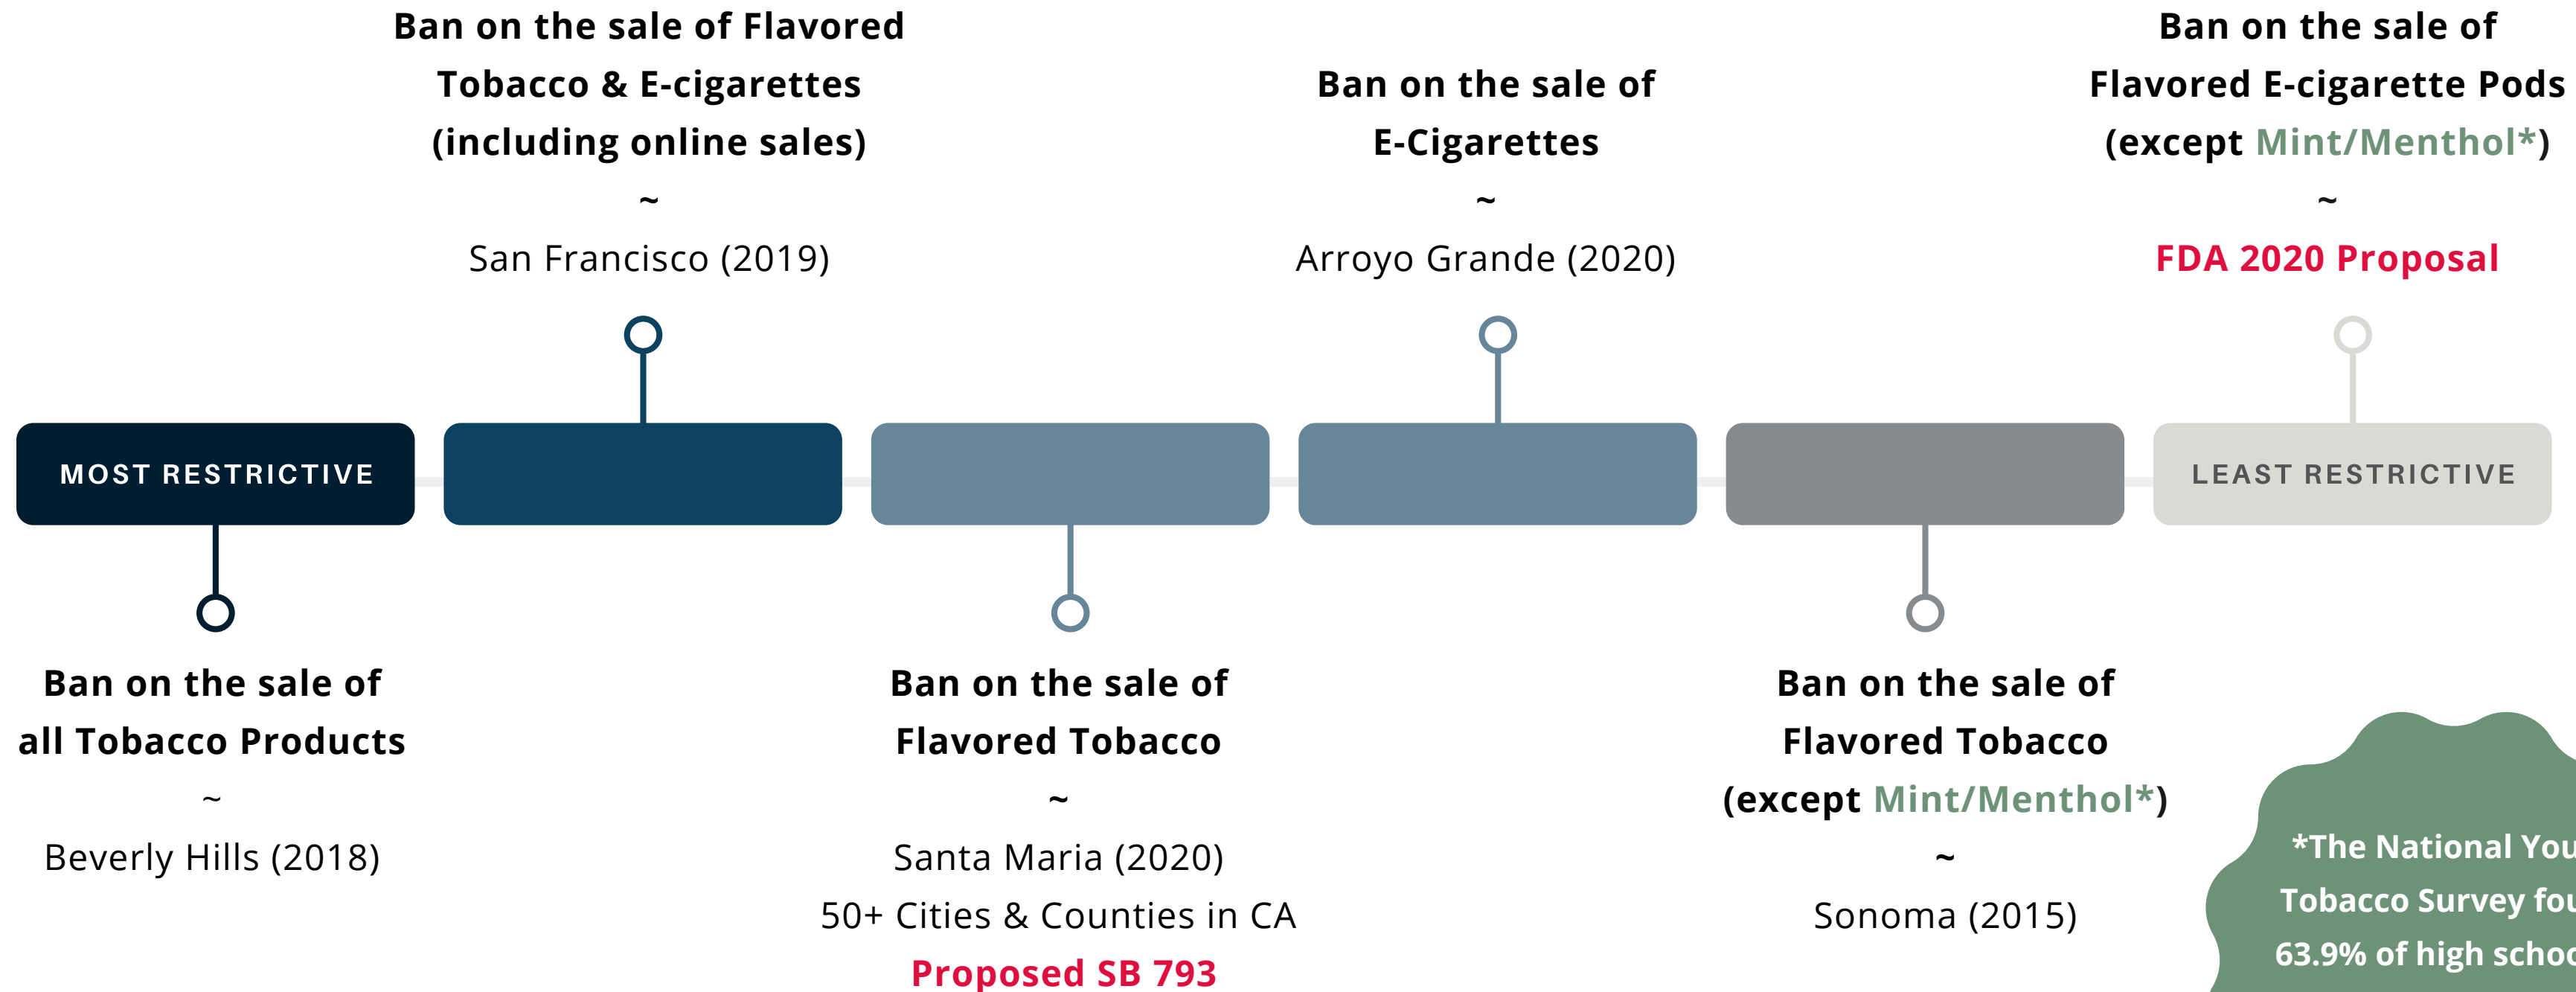 Ban on the sale of Flavored
Tobacco & E-cigarettes
(including online sales)
~
San Francisco (2019)
Ban on the sale of
E-Cigarettes
~
Arroyo Grande (2020)
Ban on the sale of
Flavored E-cigarette Pods
(except Mint/Menthol*)
~
FDA 2020 Proposal
MOST RESTRICTIVE
LEAST RESTRICTIVE
Ban on the sale of
all Tobacco Products
~
Beverly Hills (2018)
Ban on the sale of
Flavored Tobacco
~
Santa Maria (2020)
50+ Cities & Counties in CA
Proposed SB 793
Ban on the sale of
Flavored Tobacco
(except Mint/Menthol*)
~
Sonoma (2015)
*The National
Tobacco Survey
63.9% of high